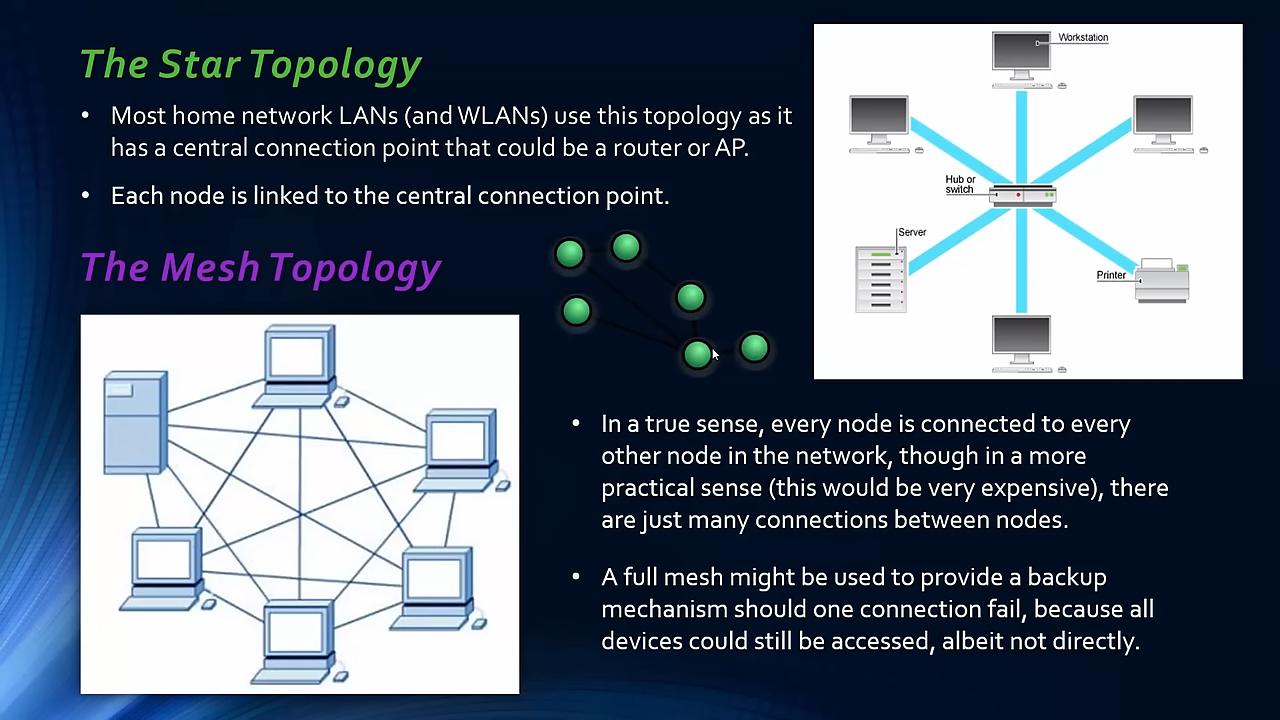 The Star Topology
• Most home network LANs (and WLANs) use this topology as it
has a central connection point that could be a router or AP.
• Each node is linked to the central connection point.
Workstation
Hub or
switch
Server
Printer
The Mesh Topology
• In a true sense, every node is connected to every
other node in the network, though in a more
practical sense (this would be very expensive), there
are just many connections between nodes.
• A full mesh might be used to provide a backup
mechanism should one connection fail, because all
devices could still be accessed, albeit not directly.